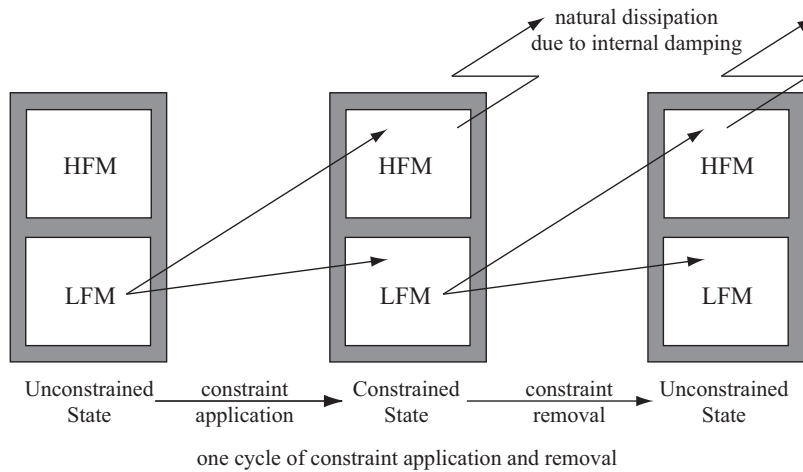 natural dissipation
due to internal damping
HFM
HFM
HFM
LFM
LFM
LFM
Unconstrained
State
constraint
application
Constrained
State
constraint
removal
Unconstrained
State
one cycle of constraint application and removal